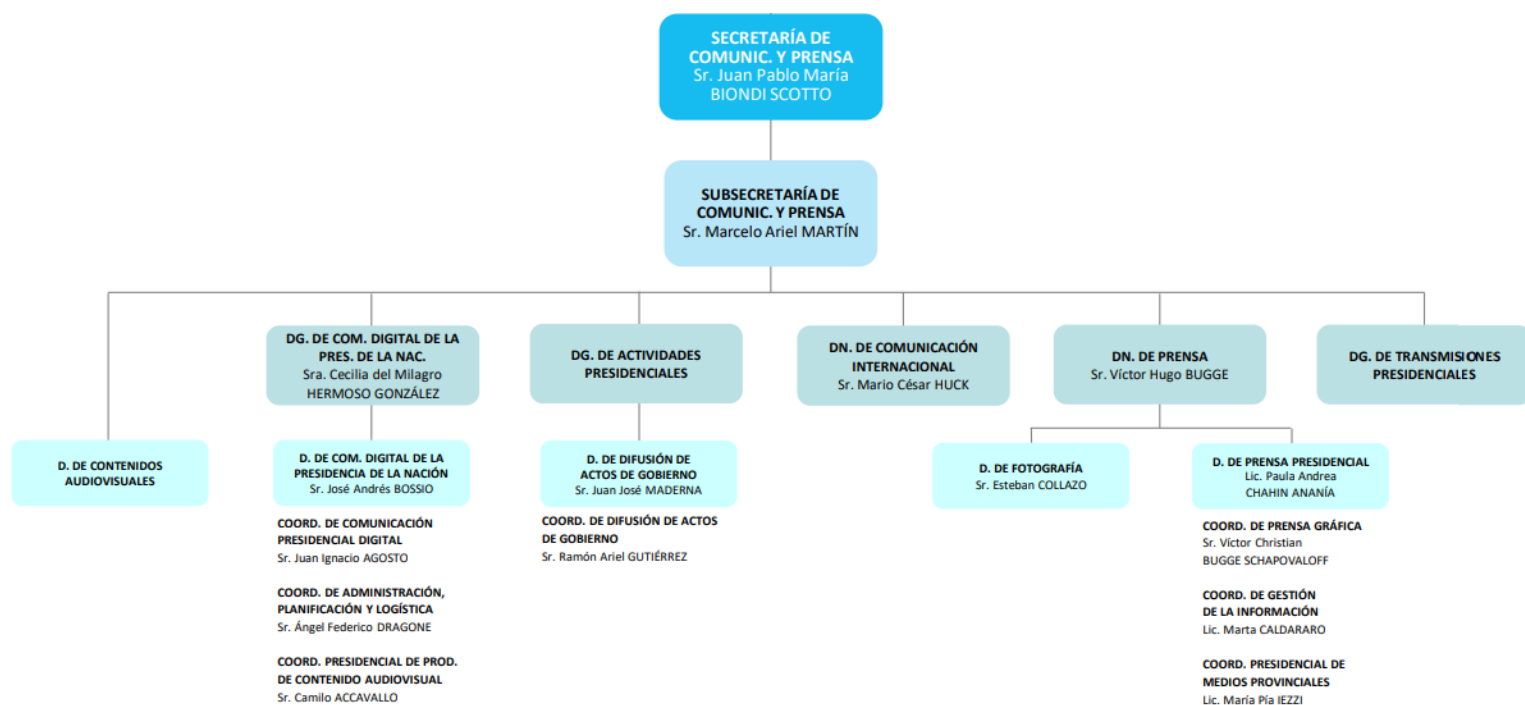 SECRETARÍA DE
COMUNIC. Y PRENSA
Sr. Juan Pablo María
BIONDI SCOTTO
SUBSECRETARÍA DE
COMUNIC. Y PRENSA
Sr. Marcelo Ariel MARTÍN
DG. DE COM. DIGITAL DE LA
PRES. DE LA NAC.
Sra. Cecilia del Milagro
HERMOSO GONZÁLEZ
DG. DE ACTIVIDADES
PRESIDENCIALES
DN. DE COMUNICACIÓN
INTERNACIONAL
Sr. Mario César HUCK
DN. DE PRENSA
Sr. Víctor Hugo BUGGE
DG. DE TRANSMISIONES
PRESIDENCIALES
D. DE CONTENIDOS
AUDIOVISUALES
D. DE COM. DIGITAL DE LA
PRESIDENCIA DE LA NACIÓN
Sr. José Andrés BOSSIO
D. DE DIFUSIÓN DE
ACTOS DE GOBIERNO
Sr. Juan José MADERNA
D. DE FOTOGRAFÍA
Sr. Esteban COLLAZO
D. DE PRENSA PRESIDENCIAL
Lic. Paula Andrea
CHAHIN ANANÍA
COORD. DE COMUNICACIÓN
PRESIDENCIAL DIGITAL
Sr. Juan Ignacio AGOSTO
COORD. DE ADMINISTRACIÓN,
PLANIFICACIÓN Y LOGÍSTICA
Sr. Ángel Federico DRAGONE
COORD. PRESIDENCIAL DE PROD.
DE CONTENIDO AUDIOVISUAL
Sr. Camilo ACCAVALLO
COORD. DE DIFUSIÓN DE ACTOS
DE GOBIERNO
Sr. Ramón Ariel GUTIÉRREZ
COORD. DE PRENSA GRÁFICA
Sr. Víctor Christian
BUGGE SCHAPOVALOFF
COORD. DE GESTIÓN
DE LA INFORMACIÓN
Lic. Marta CALDARARO
COORD. PRESIDENCIAL DE
MEDIOS PROVINCIALES
Lic. María Pía IEZZI